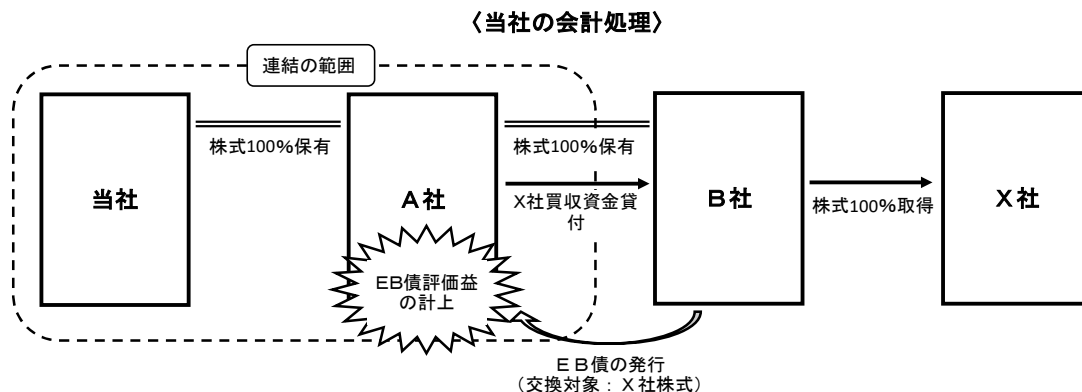 〈当社の会計処理〉
連結の範囲
株式100%保有
株式100%保有
当社
A社
X社買収資金貸
付
B社
株式100%取得
X社
EB債評価益
の計上
EB債の発行
(交換対象:X社株式)